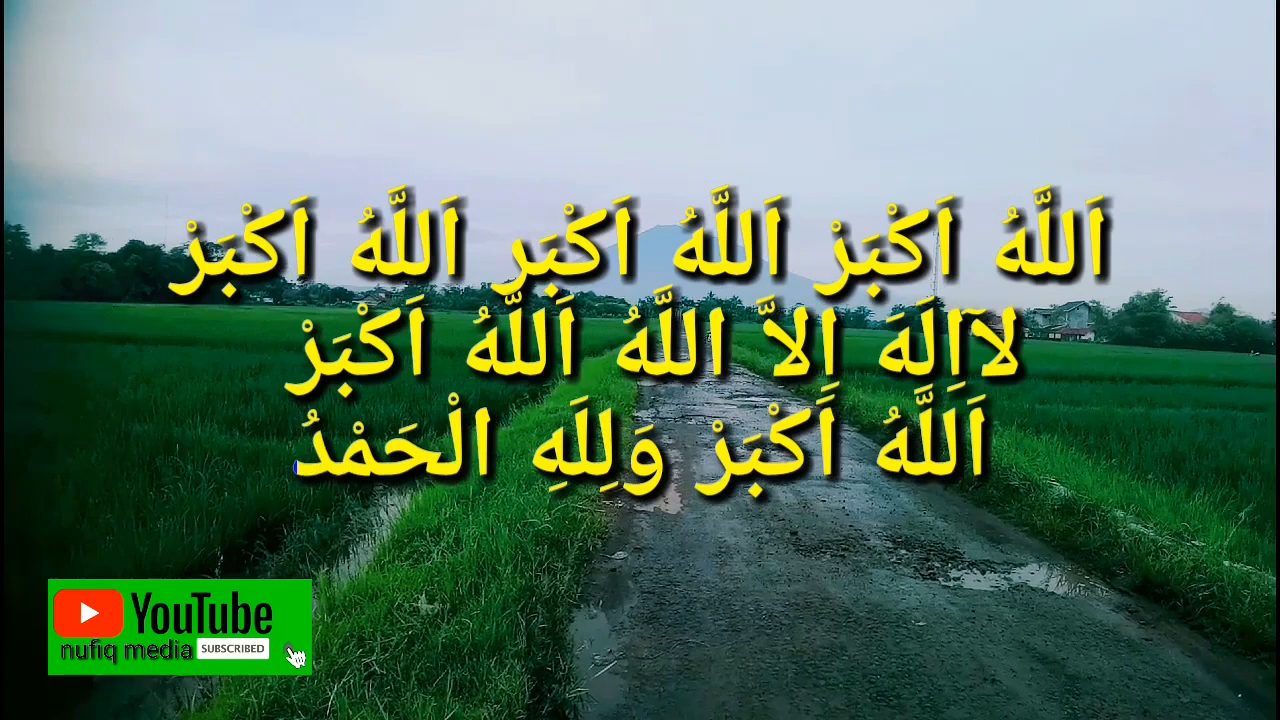 اَللَّهُ اَكْبَرْ اَللَّهُ اَكْبَر اَللَّهُ اَكْبَرْ
لآاِلَهَ اِلاَّ اللَّهُ اَللَّهُ اَكْبَرْ
اَللَّهُ اَكْبَرْ وَلِلَهِ الْحَمْدُ
YouTube
nufiq media SUBSCRIBED